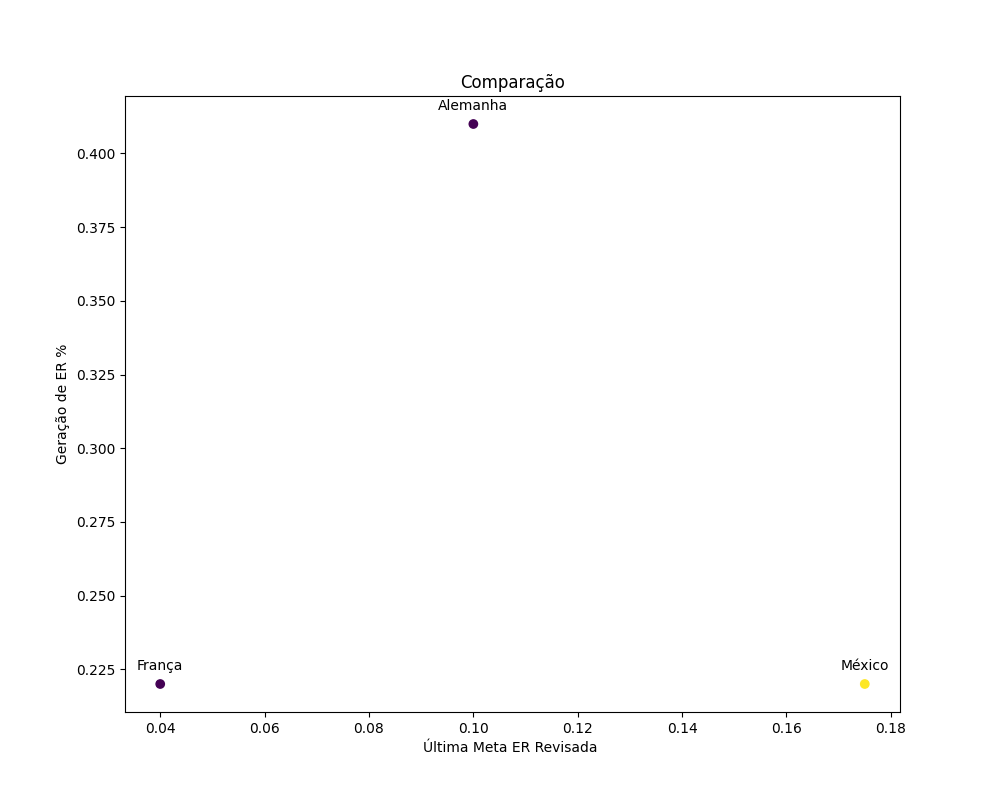 Comparação
Alemanha
0.400
0.375
0.350
0.325
0.300
0.275
0.250
0.225
Geração de ER %
França
México
0.04 0.06 0.08 0.10 0.12 0.14 0.16 0.18
Última Meta ER Revisada